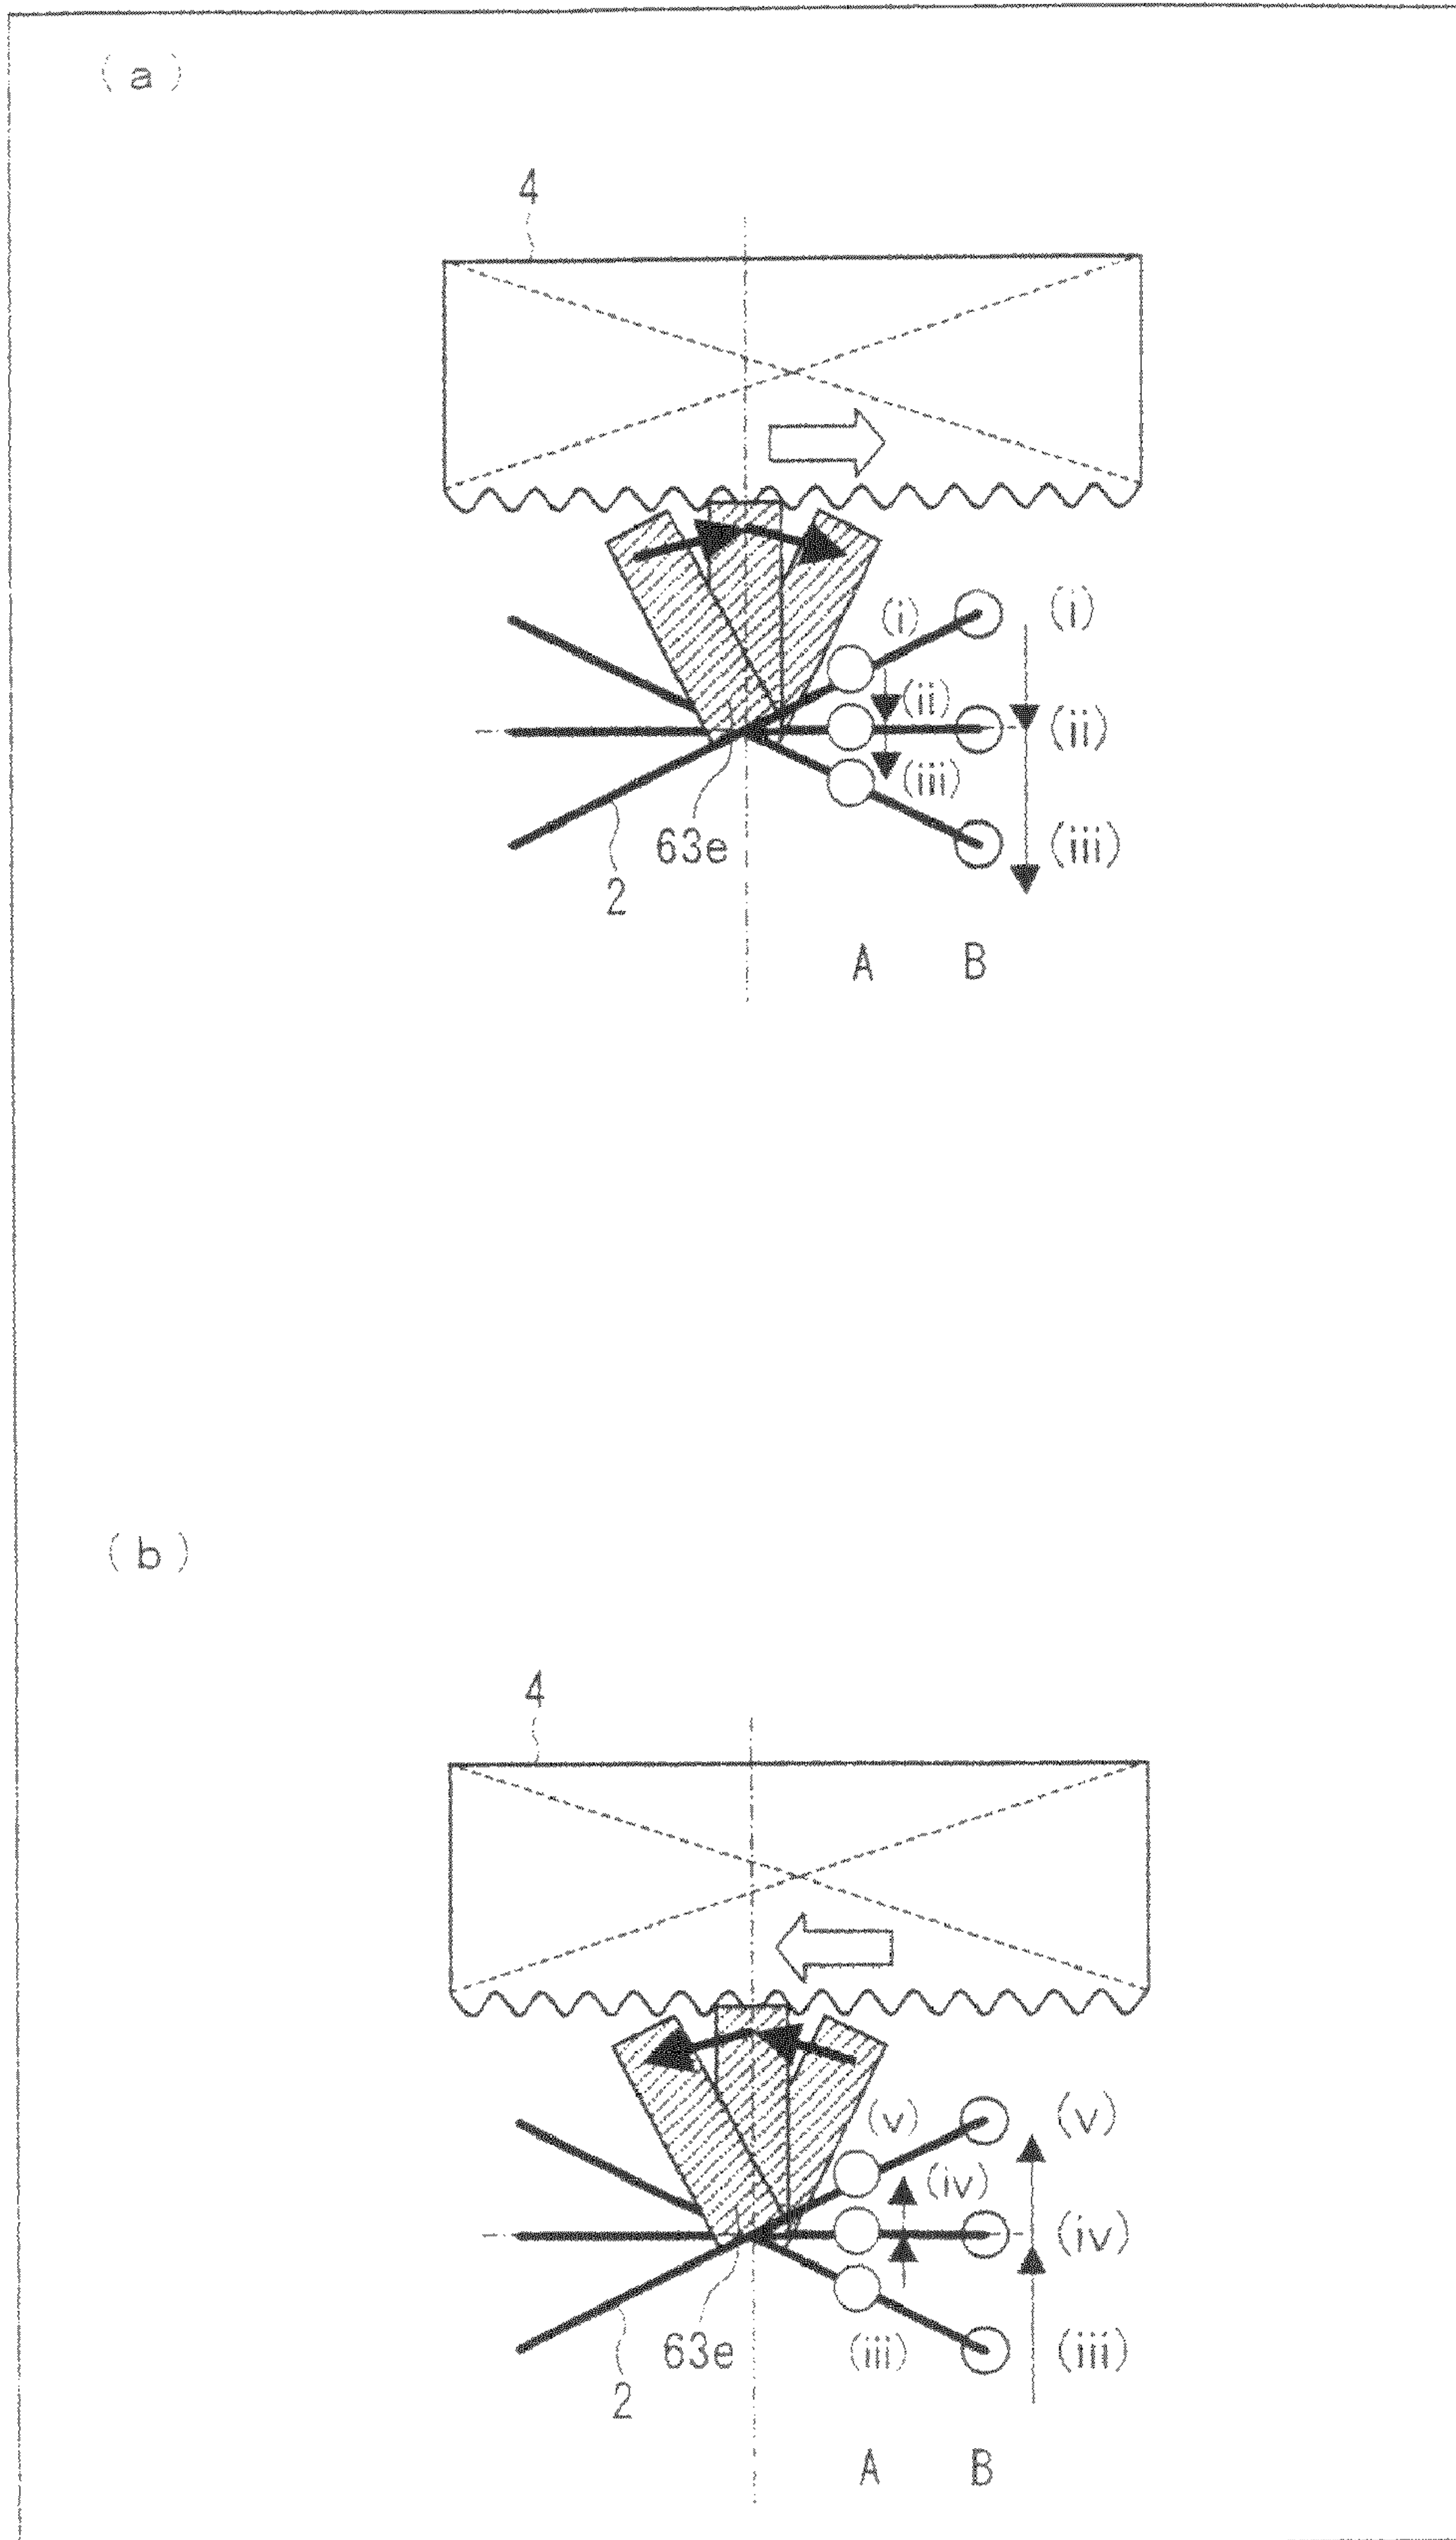 (a)
4
(i) (i)
(ii) (ii)
(iii) (iii)
63e
2
A B
(b)
4
(v) (v)
(iv) (iv)
63e (iii) (iii)
2
A B